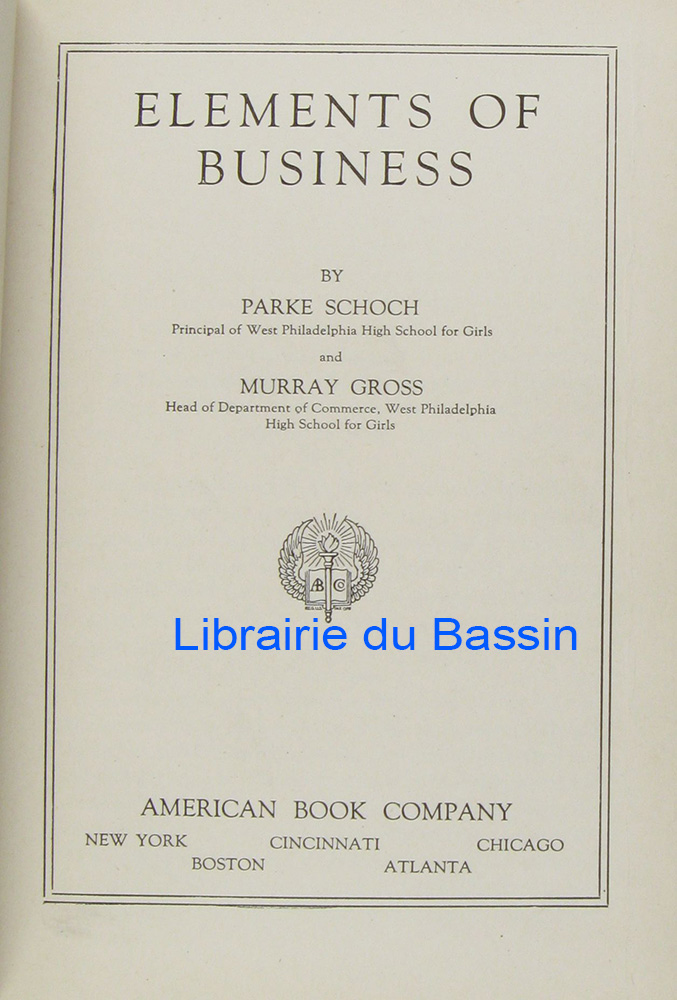 ELEMENTS OF
BUSINESS
BY
PARKE SCHOCH
Principal of West Philadelphia High School for Girls
and
MURRAY GROSS
Head of Department of Commerce, West Philadelphia
High School for Girls
AB CO
Librairie du Bassin
AMERICAN BOOK COMPANY
NEW YORK CINCINNATI CHICAGO
BOSTON ATLANTA